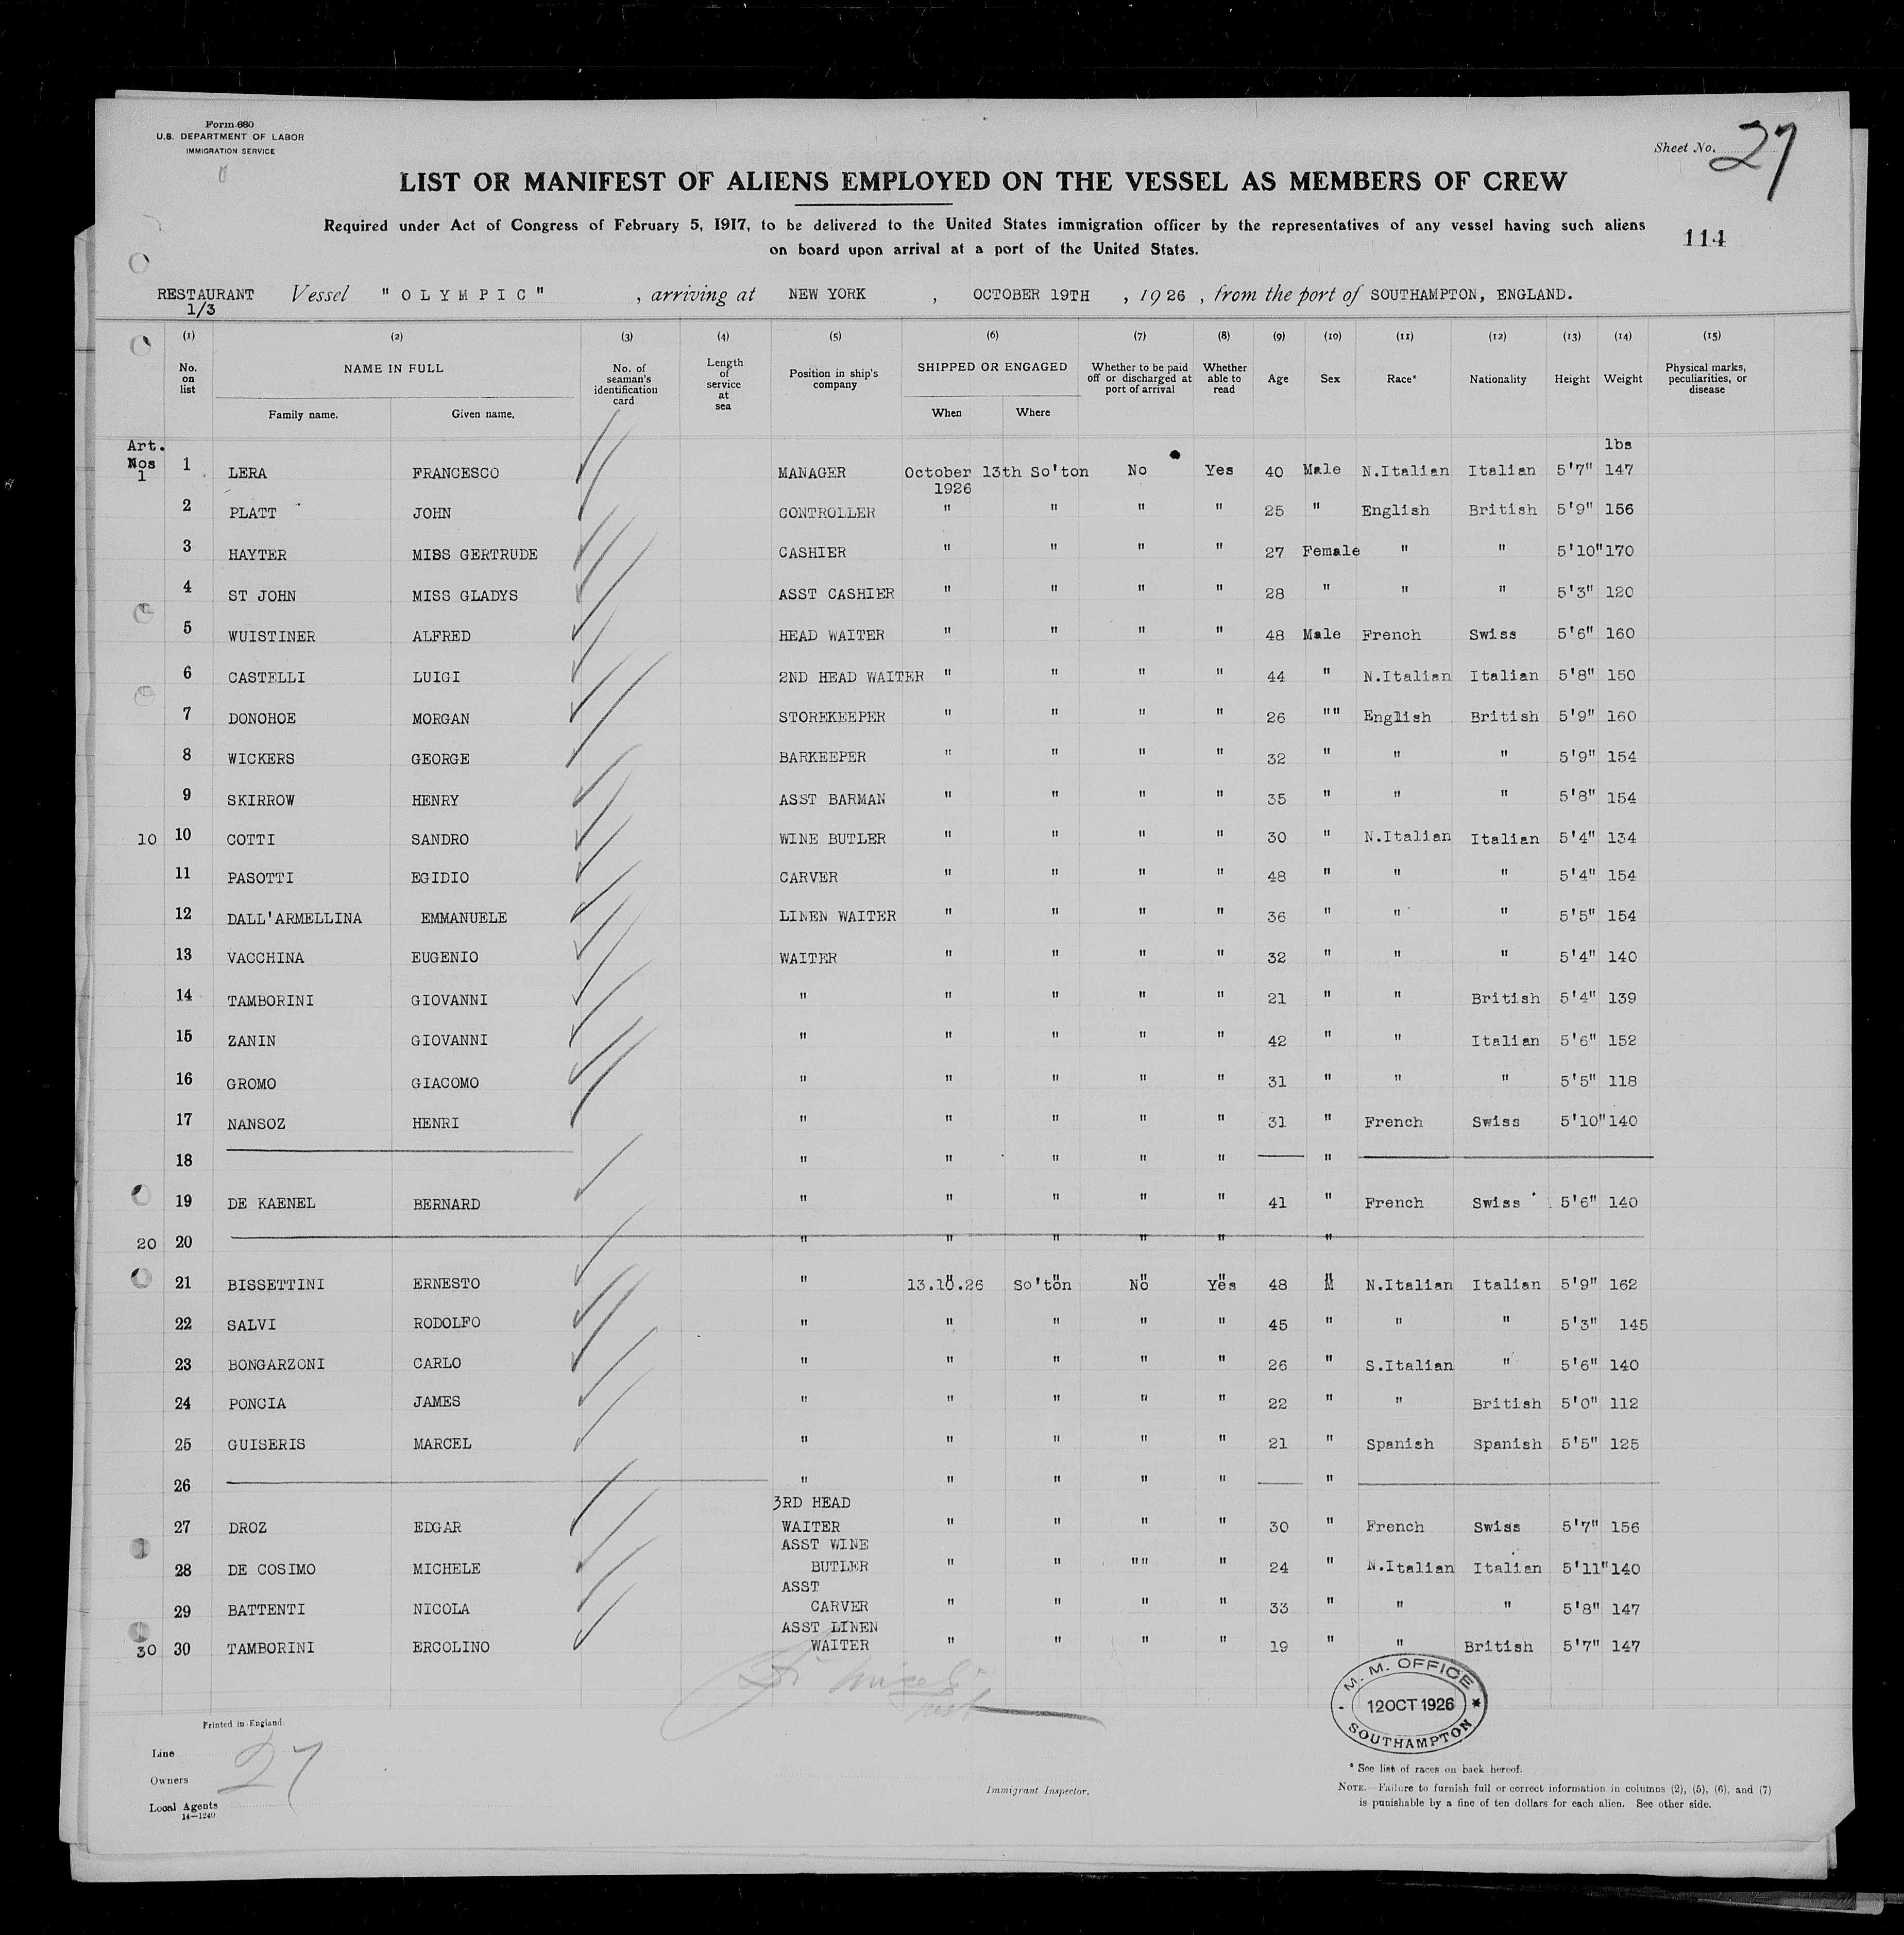 Form 680
U.S. DEPARTMENT OF LABOR
IMMIGRATION SERVICE
Sheet No. 27
LIST OR MANIFEST OF ALIENS EMPLOYED ON THE VESSEL AS MEMBERS OF CREW
Required under Act of Congress of February 5, 1917, to be delivered to the United States immigration officer by the representatives of any vessel having such aliens
on board upon arrival at a port of the United States.
114
RESTAURANT Vessel "OLYMPIC", arriving at NEW YORK, OCTOBER 19TH, 1926, from the port of SOUTHAMPTON, ENGLAND.
1/3
(1) (2) (3) (4) (5) (6) (7) (8) (9) (10) (11) (12) (13) (14) (15)
No. on list NAME IN FULL Family name. Given name. No. of seaman's identification card Length of service at sea Position in ship's company SHIPPED OR ENGAGED When Where Whether to be paid off or discharged at port of arrival Whether able to read Age Sex Race* Nationality Height Weight Physical marks, peculiarities, or disease
Art. Nos lbs
1 1 LERA FRANCESCO MANAGER October 13th 1926 So'ton No Yes 40 Male N.Italian Italian 5'7" 147
2 PLATT JOHN CONTROLLER " " " " 25 " English British 5'9" 156
3 HAYTER MISS GERTRUDE CASHIER " " " " 27 Female " " 5'10" 170
4 ST JOHN MISS GLADYS ASST CASHIER " " " " 28 " " " 5'3" 120
5 WUISTINER ALFRED HEAD WAITER " " " " 48 Male French Swiss 5'6" 160
6 CASTELLI LUIGI 2ND HEAD WAITER " " " " 44 " N.Italian Italian 5'8" 150
7 DONOHOE MORGAN STOREKEEPER " " " " 26 "" English British 5'9" 160
8 WICKERS GEORGE BARKEEPER " " " " 32 " " " 5'9" 154
9 SKIRROW HENRY ASST BARMAN " " " " 35 " " " 5'8" 154
10 10 COTTI SANDRO WINE BUTLER " " " " 30 " N.Italian Italian 5'4" 134
11 PASOTTI EGIDIO CARVER " " " " 48 " " " 5'4" 154
12 DALL'ARMELLINA EMMANUELE LINEN WAITER " " " " 36 " " " 5'5" 154
13 VACCHINA EUGENIO WAITER " " " " 32 " " " 5'4" 140
14 TAMBORINI GIOVANNI " " " " " 21 " " British 5'4" 139
15 ZANIN GIOVANNI " " " " " 42 " " Italian 5'6" 152
16 GROMO GIACOMO " " " " " 31 " " " 5'5" 118
17 NANSOZ HENRI " " " " " 31 " French Swiss 5'10" 140
18 " " " " " "
19 DE KAENEL BERNARD " " " " " 41 " French Swiss 5'6" 140
20 20 " " " " " "
21 BISSETTINI ERNESTO " 13.10.26 So'ton No Yes 48 M N.Italian Italian 5'9" 162
22 SALVI RODOLFO " " " " " 45 " " " 5'3" 145
23 BONGARZONI CARLO " " " " " 26 " S.Italian " 5'6" 140
24 PONCIA JAMES " " " " " 22 " " British 5'0" 112
25 GUISERIS MARCEL " " " " " 21 " Spanish Spanish 5'5" 125
26 " " " " " "
27 DROZ EDGAR 3RD HEAD WAITER " " " " 30 " French Swiss 5'7" 156
28 DE COSIMO MICHELE ASST WINE BUTLER " " "" " 24 " N.Italian Italian 5'11" 140
29 BATTENTI NICOLA ASST CARVER " " " " 33 " " " 5'8" 147
30 30 TAMBORINI ERCOLINO ASST LINEN WAITER " " " " 19 " " British 5'7" 147
M. M. OFFICE
12 OCT 1926
SOUTHAMPTON
Printed in England
Line
27
Owners
Local Agents
14—1240
Immigrant Inspector.
* See list of races on back hereof.
NOTE.—Failure to furnish full or correct information in columns (2), (5), (6), and (7)
is punishable by a fine of ten dollars for each alien. See other side.